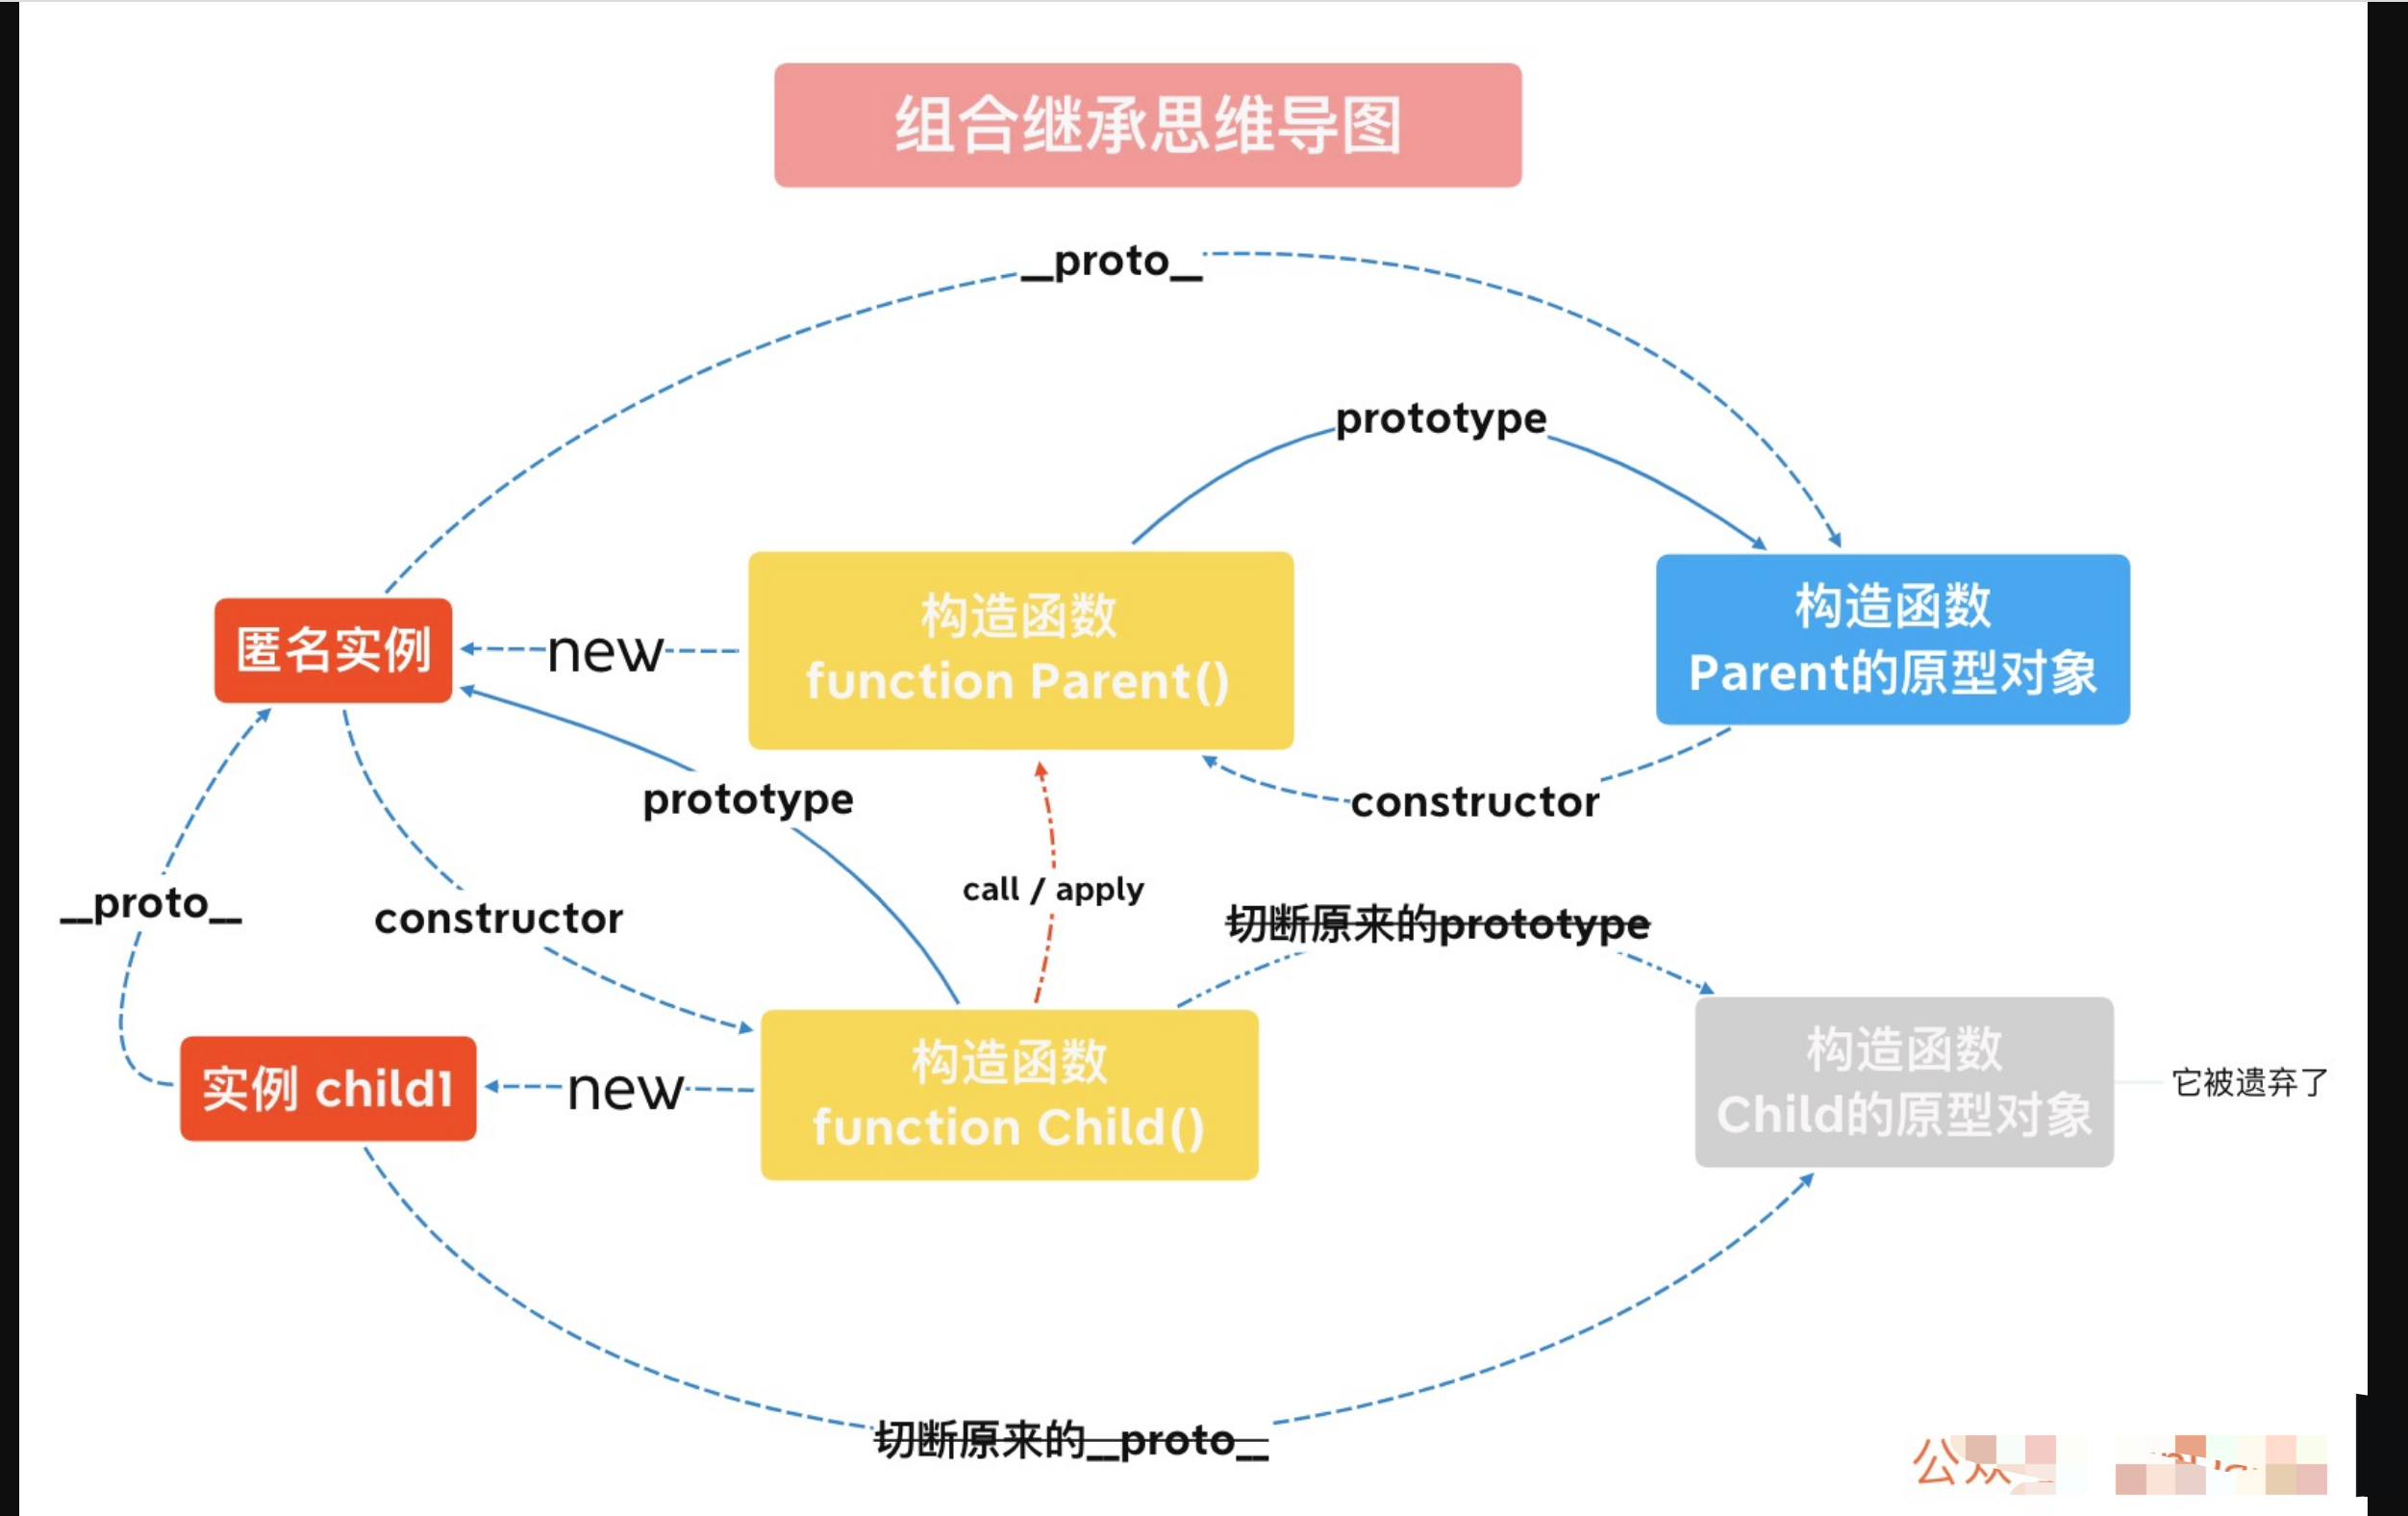 组合继承思维导图
__proto__
prototype
匿名实例
new
构造函数
function Parent()
构造函数
Parent的原型对象
prototype
constructor
call / apply
__proto__
constructor
切断原来的prototype
实例 child1
new
构造函数
function Child()
构造函数
Child的原型对象
它被遗弃了
切断原来的__proto__
公众